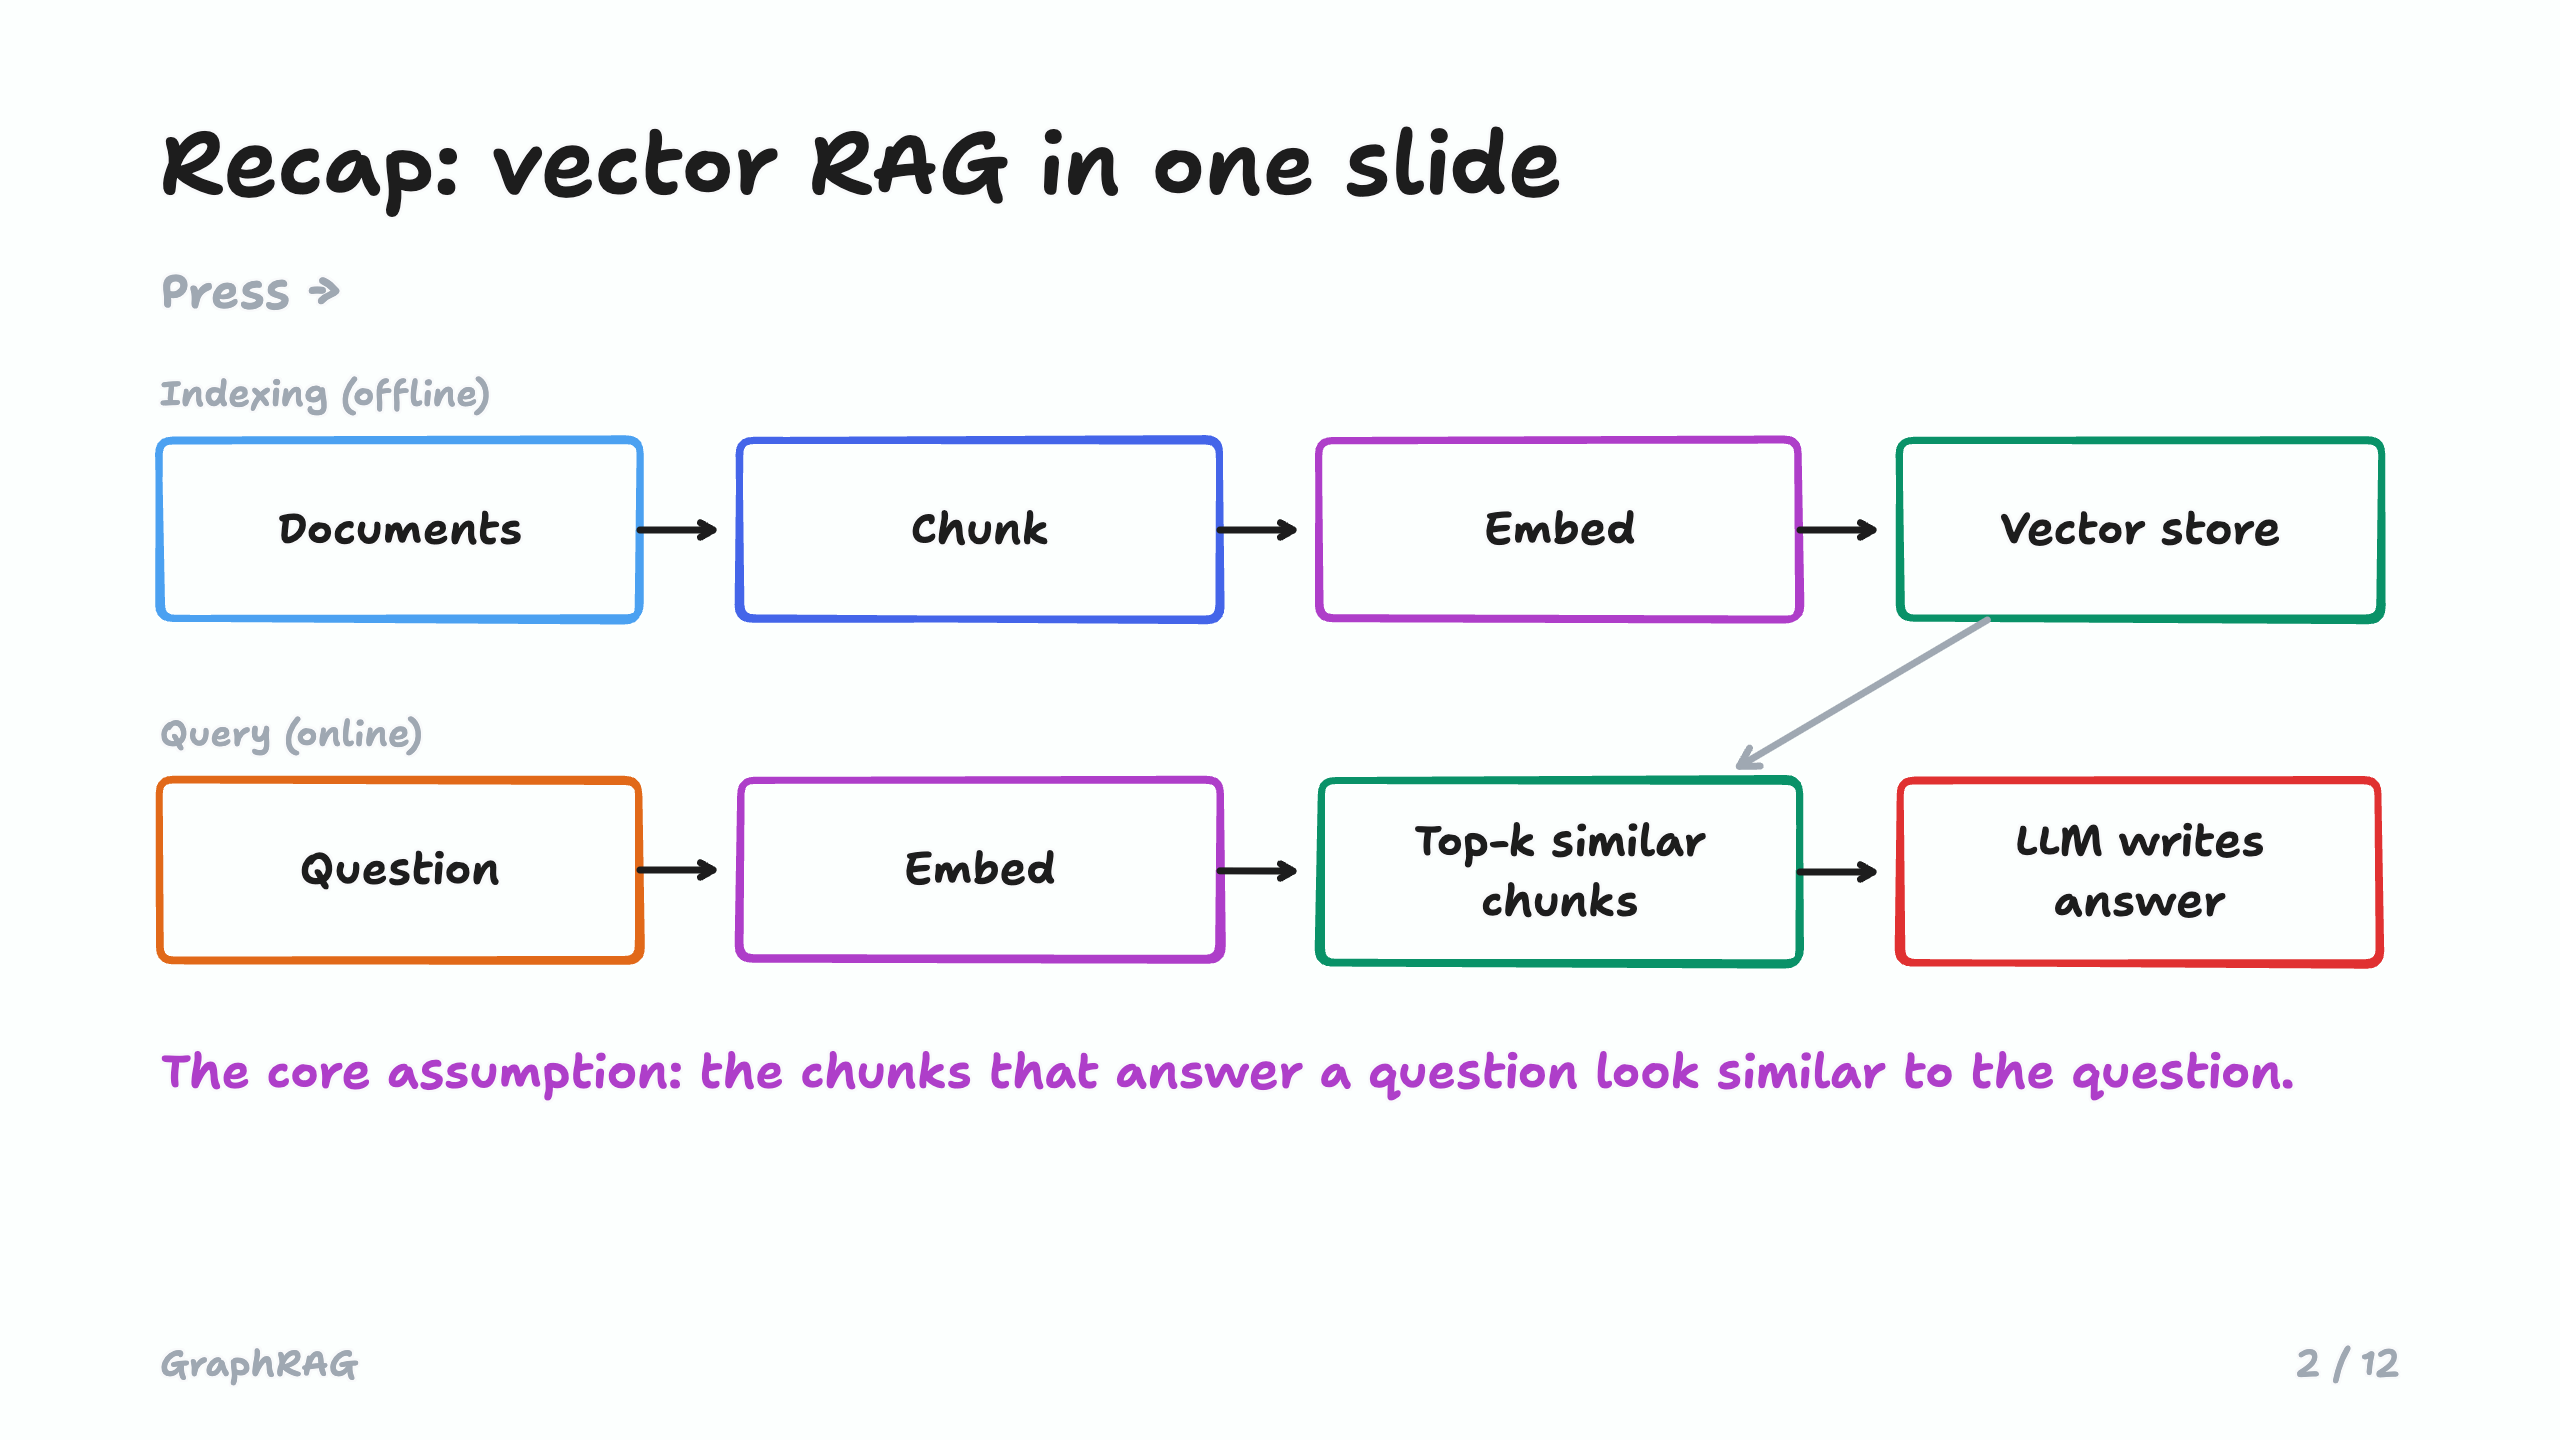 Recap: vector RAG in one slide
Press →
Indexing (offline)
Documents
Chunk
Embed
Vector store
Query (online)
Question
Embed
Top-k similar
chunks
LLM writes
answer
The core assumption: the chunks that answer a question look similar to the question.
GraphRAG
2 / 12